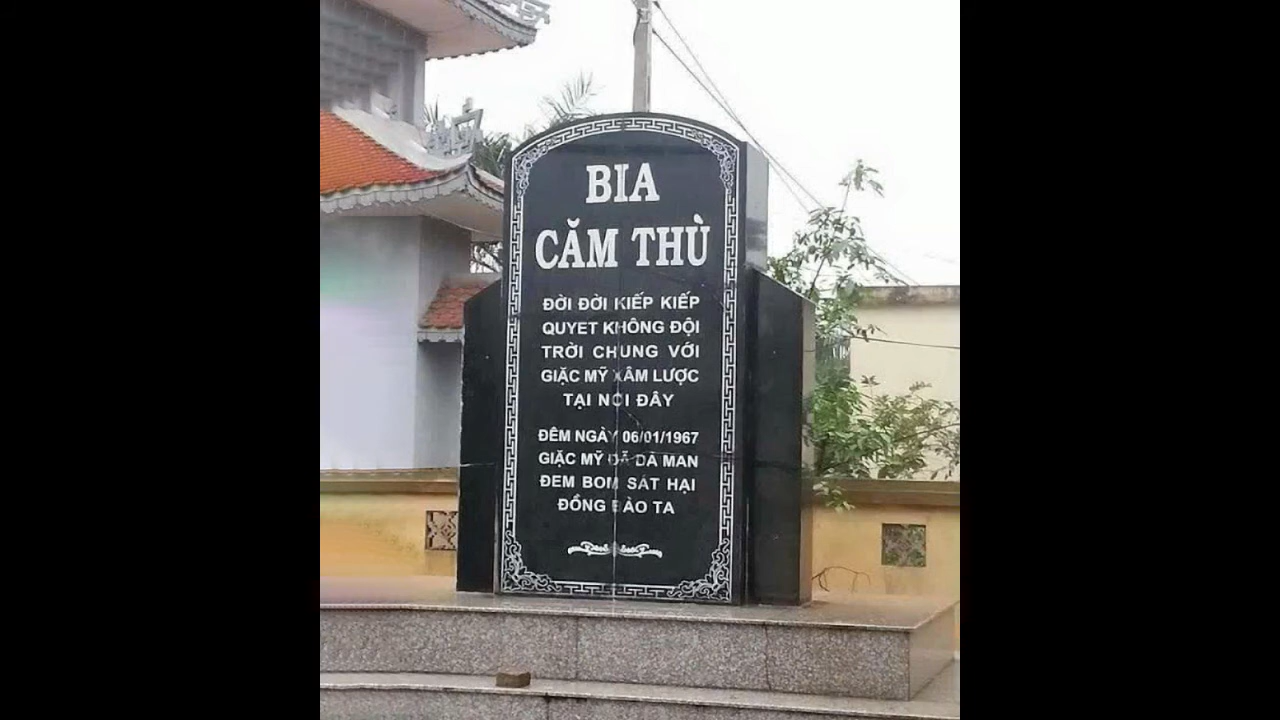 BIA
CĂM THÙ
ĐỜI ĐỜI KIẾP KIẾP
QUYET KHÔNG ĐỘI
TRỜI CHUNG VỚI
GIẶC MỸ XÂM LƯỢC
TẠI NƠI ĐÂY
ĐÊM NGÀY 06/01/1967
GIẶC MỸ ĐÃ DÃ MAN
ĐEM BOM SÁT HẠI
ĐỒNG BÀO TA